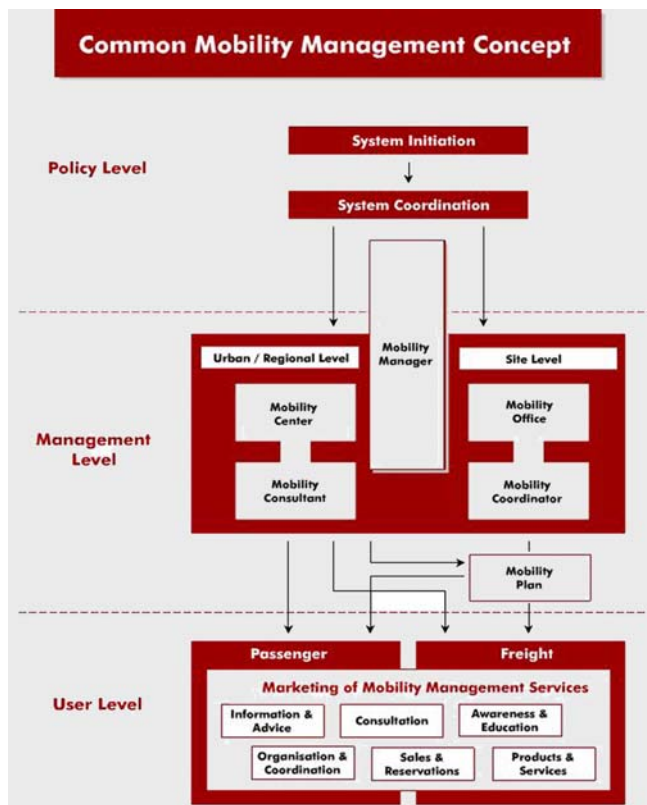 Common Mobility Management Concept
System Initiation
Policy Level
System Coordination
Urban / Regional Level
Mobility
Manager
Site Level
Mobility
Center
Mobility
Office
Management
Level
Mobility
Consultant
Mobility
Coordinator
Mobility
Plan
Passenger
Freight
Marketing of Mobility Management Services
User Level
Information &
Advice
Consultation
Awareness &
Education
Organisation &
Coordination
Sales &
Reservations
Products &
Services